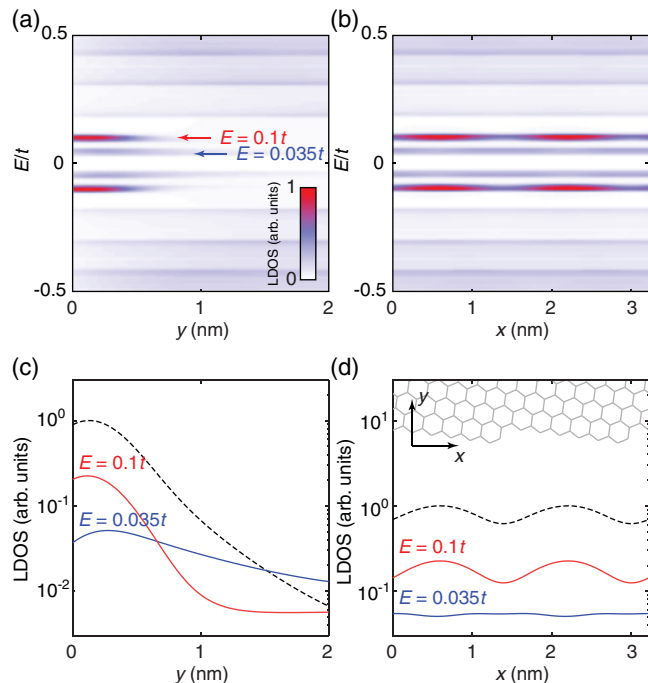 (a)
(b)
0.5
E/t
0
-0.5
E = 0.1t
E = 0.035t
LDOS (arb. units)
1
0
0
1
2
y (nm)
0.5
E/t
0
-0.5
0
1
2
3
x (nm)
(c)
(d)
LDOS (arb. units)
10^0
10^-1
10^-2
E = 0.1t
E = 0.035t
0
1
2
y (nm)
LDOS (arb. units)
10^1
10^0
10^-1
y
x
E = 0.1t
E = 0.035t
0
1
2
3
x (nm)